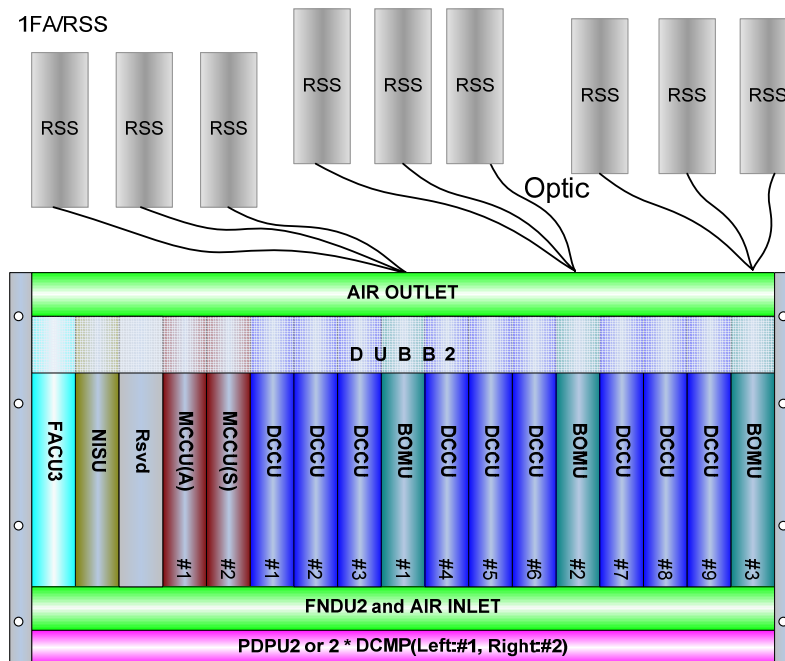 1FA/RSS
RSS RSS RSS RSS RSS RSS RSS RSS RSS
Optic
AIR OUTLET
D U B B 2
FACU3
NISU
Rsvd
MCCU(A) #1
MCCU(S) #2
DCCU #1
DCCU #2
DCCU #3
BOMU #1
DCCU #4
DCCU #5
DCCU #6
BOMU #2
DCCU #7
DCCU #8
DCCU #9
BOMU #3
FNDU2 and AIR INLET
PDPU2 or 2 * DCMP(Left:#1, Right:#2)